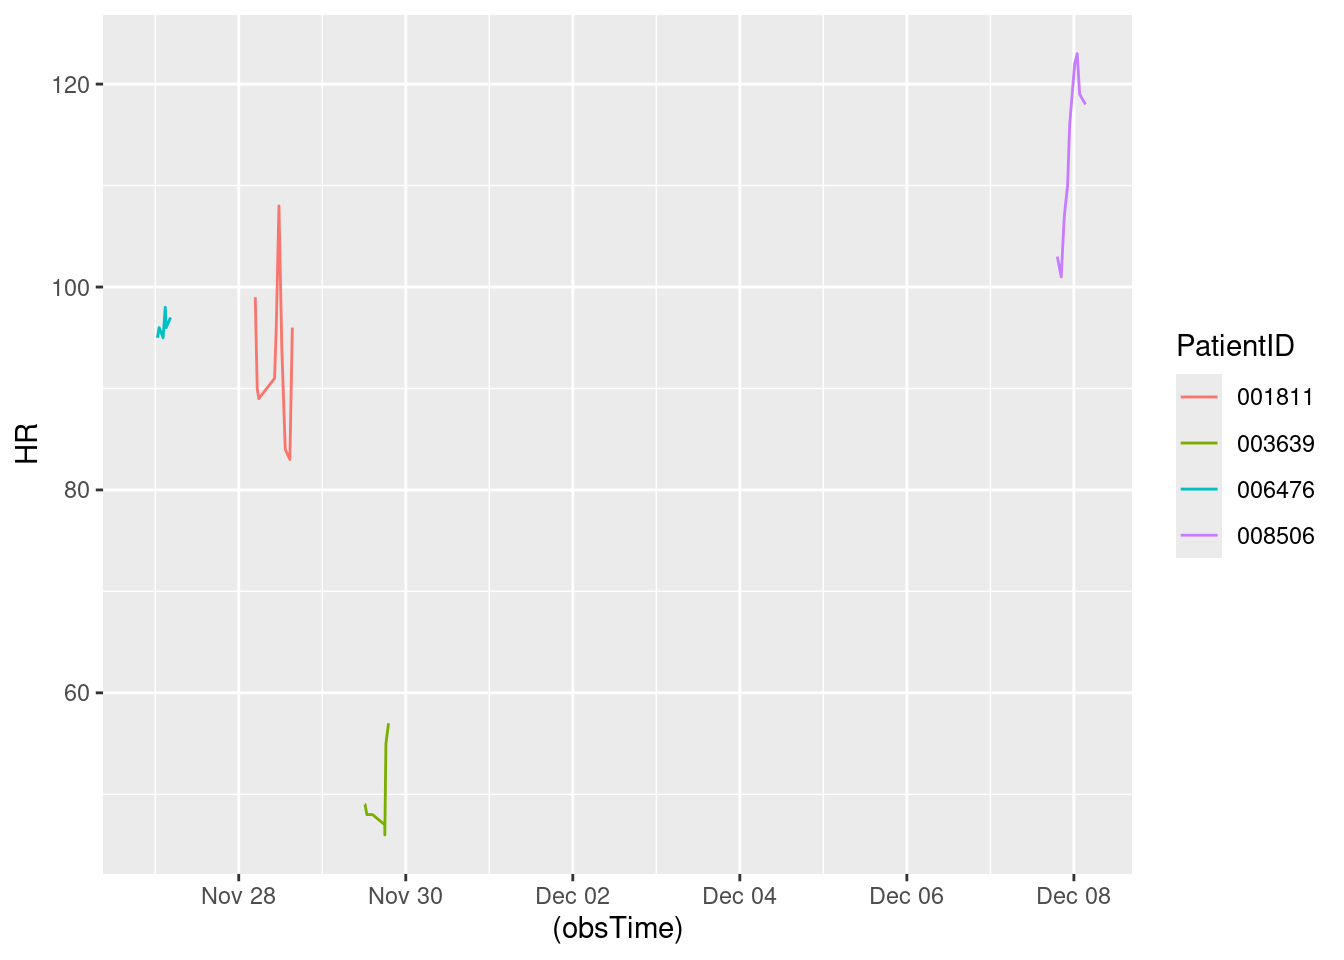 120
100
80
60
HR
Nov 28
Nov 30
Dec 02
Dec 04
Dec 06
Dec 08
(obsTime)
PatientID
001811
003639
006476
008506